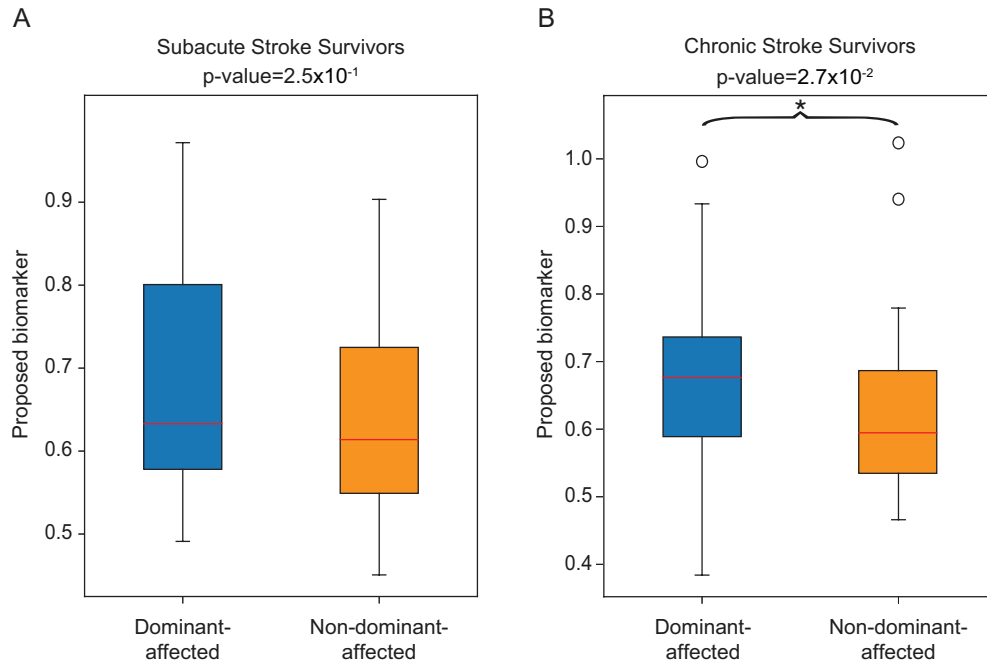 A
Subacute Stroke Survivors
p-value=2.5x10⁻¹
Proposed biomarker
0.9
0.8
0.7
0.6
0.5
Dominant-
affected
Non-dominant-
affected
B
Chronic Stroke Survivors
p-value=2.7x10⁻²
*
Proposed biomarker
1.0
0.9
0.8
0.7
0.6
0.5
0.4
Dominant-
affected
Non-dominant-
affected